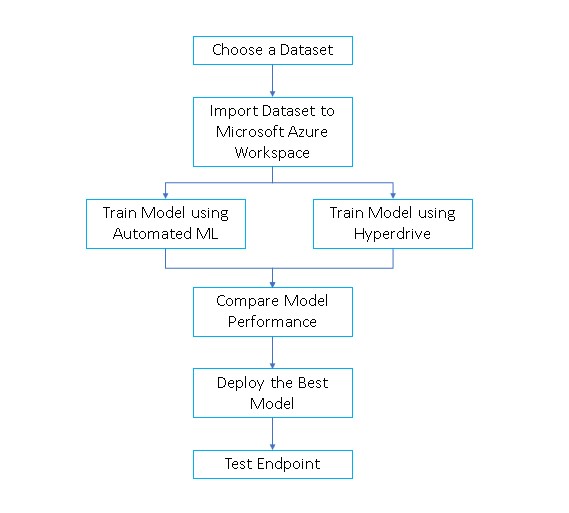 Choose a Dataset
Import Dataset to
Microsoft Azure
Workspace
Train Model using
Automated ML
Train Model using
Hyperdrive
Compare Model
Performance
Deploy the Best
Model
Test Endpoint